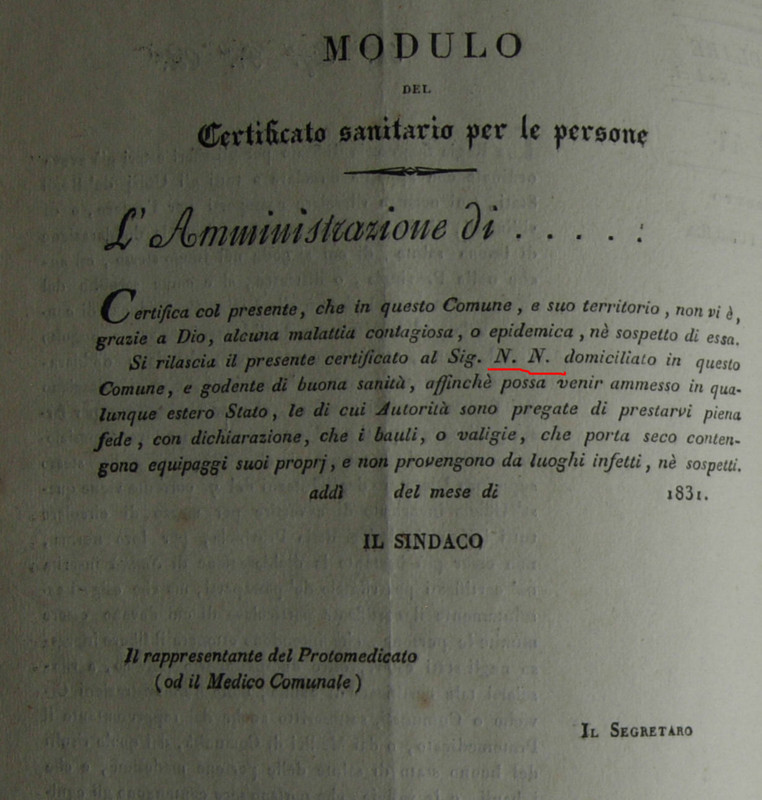 MODULO
DEL
Certificato sanitario per le persone
L'Amministrazione di . . . . :
Certifica col presente, che in questo Comune, e suo territorio, non vi è,
grazie a Dio, alcuna malattia contagiosa, o epidemica, nè sospetto di essa.
Si rilascia il presente certificato al Sig. N. N. domiciliato in questo
Comune, e godente di buona sanità, affinchè possa venir ammesso in qua-
lunque estero Stato, le di cui Autorità sono pregate di prestarvi piena
fede, con dichiarazione, che i bauli, o valigie, che porta seco conten-
gono equipaggi suoi proprj, e non provengono da luoghi infetti, nè sospetti.
addì del mese di 1831.
IL SINDACO
Il rappresentante del Protomedicato
(od il Medico Comunale)
IL SEGRETARO